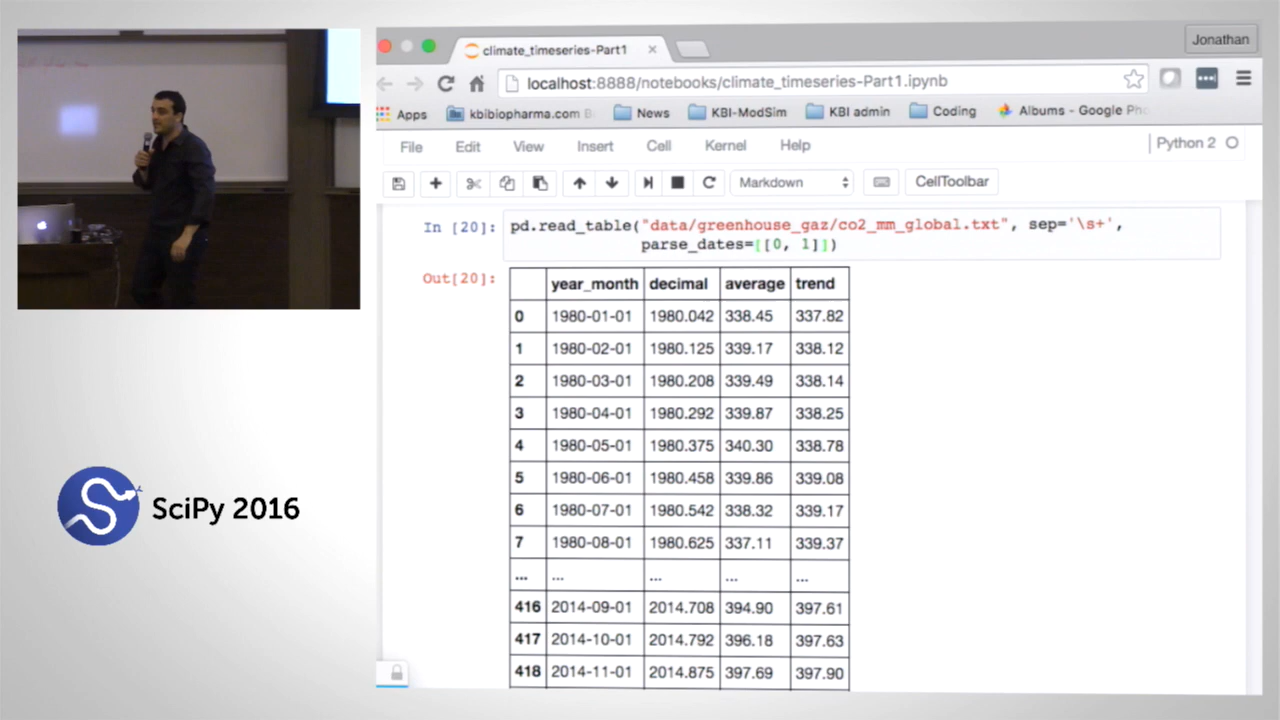 Jonathan
climate_timeseries-Part1
localhost:8888/notebooks/climate_timeseries-Part1.ipynb
Apps kbibiopharma.com News KBI-ModSim KBI admin Coding Albums - Google
File Edit View Insert Cell Kernel Help Python 2
Markdown CellToolbar
In [20]: pd.read_table("data/greenhouse_gaz/co2_mm_global.txt", sep='\s+',
parse_dates=[[0, 1]])
Out[20]:
year_month decimal average trend
0 1980-01-01 1980.042 338.45 337.82
1 1980-02-01 1980.125 339.17 338.12
2 1980-03-01 1980.208 339.49 338.14
3 1980-04-01 1980.292 339.87 338.25
4 1980-05-01 1980.375 340.30 338.78
5 1980-06-01 1980.458 339.86 339.08
6 1980-07-01 1980.542 338.32 339.17
7 1980-08-01 1980.625 337.11 339.37
... ... ... ... ...
416 2014-09-01 2014.708 394.90 397.61
417 2014-10-01 2014.792 396.18 397.63
418 2014-11-01 2014.875 397.69 397.90
SciPy 2016